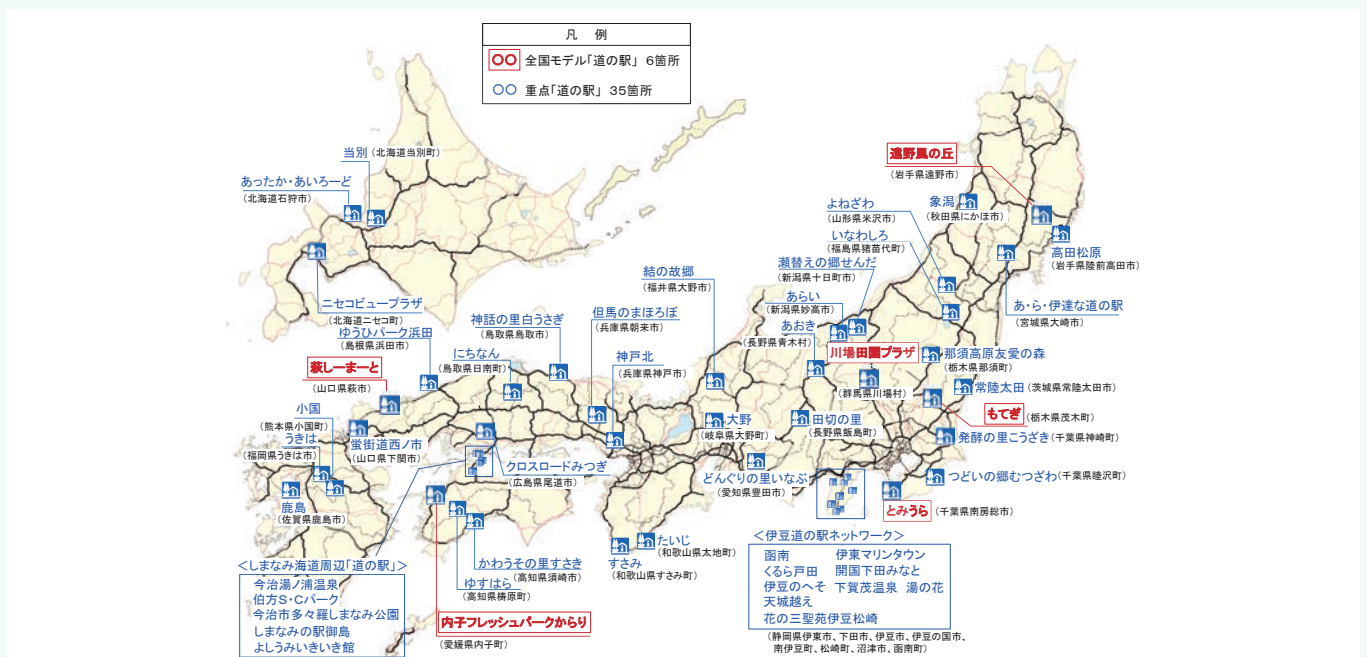 凡 例
〇〇 全国モデル「道の駅」 6箇所
〇〇 重点「道の駅」 35箇所
当別(北海道当別町)
あったか・あいろーど
(北海道石狩市)
ニセコビュープラザ
(北海道ニセコ町)
ゆうひパーク浜田
(島根県浜田市)
萩しーまーと
(山口県萩市)
小国
(熊本県小国町)
うきは
(福岡県うきは市)
蛍街道西ノ市
(山口県下関市)
鹿島
(佐賀県鹿島市)
神話の里白うさぎ
(鳥取県鳥取市)
にちなん
(鳥取県日南町)
但馬のまほろば
(兵庫県朝来市)
神戸北
(兵庫県神戸市)
クロスロードみつぎ
(広島県尾道市)
結の故郷
(福井県大野市)
遠野風の丘
(岩手県遠野市)
象潟
(秋田県にかほ市)
よねざわ
(山形県米沢市)
いなわしろ
(福島県猪苗代町)
瀬替えの郷せんだ
(新潟県十日町市)
あらい
(新潟県妙高市)
あおき
(長野県青木村)
高田松原
(岩手県陸前高田市)
あ・ら・伊達な道の駅
(宮城県大崎市)
川場田園プラザ
(群馬県川場村)
那須高原友愛の森
(栃木県那須町)
常陸太田(茨城県常陸太田市)
もてぎ(栃木県茂木町)
発酵の里こうざき(千葉県神崎町)
つどいの郷むつざわ(千葉県睦沢町)
とみうら(千葉県南房総市)
大野
(岐阜県大野町)
田切の里
(長野県飯島町)
どんぐりの里いなぶ
(愛知県豊田市)
たいじ
(和歌山県太地町)
すさみ
(和歌山県すさみ町)
かわうその里すさき
(高知県須崎市)
ゆすはら
(高知県梼原町)
内子フレッシュパークからり
(愛媛県内子町)
<しまなみ海道周辺「道の駅」>
今治湯ノ浦温泉
伯方S・Cパーク
今治市多々羅しまなみ公園
しまなみの駅御島
よしうみいきいき館
<伊豆道の駅ネットワーク>
函南 伊東マリンタウン
くるら戸田 開国下田みなと
伊豆のへそ 下賀茂温泉 湯の花
天城越え
花の三聖苑伊豆松崎
(静岡県伊東市、下田市、伊豆市、伊豆の国市、
南伊豆町、松崎町、沼津市、函南町)